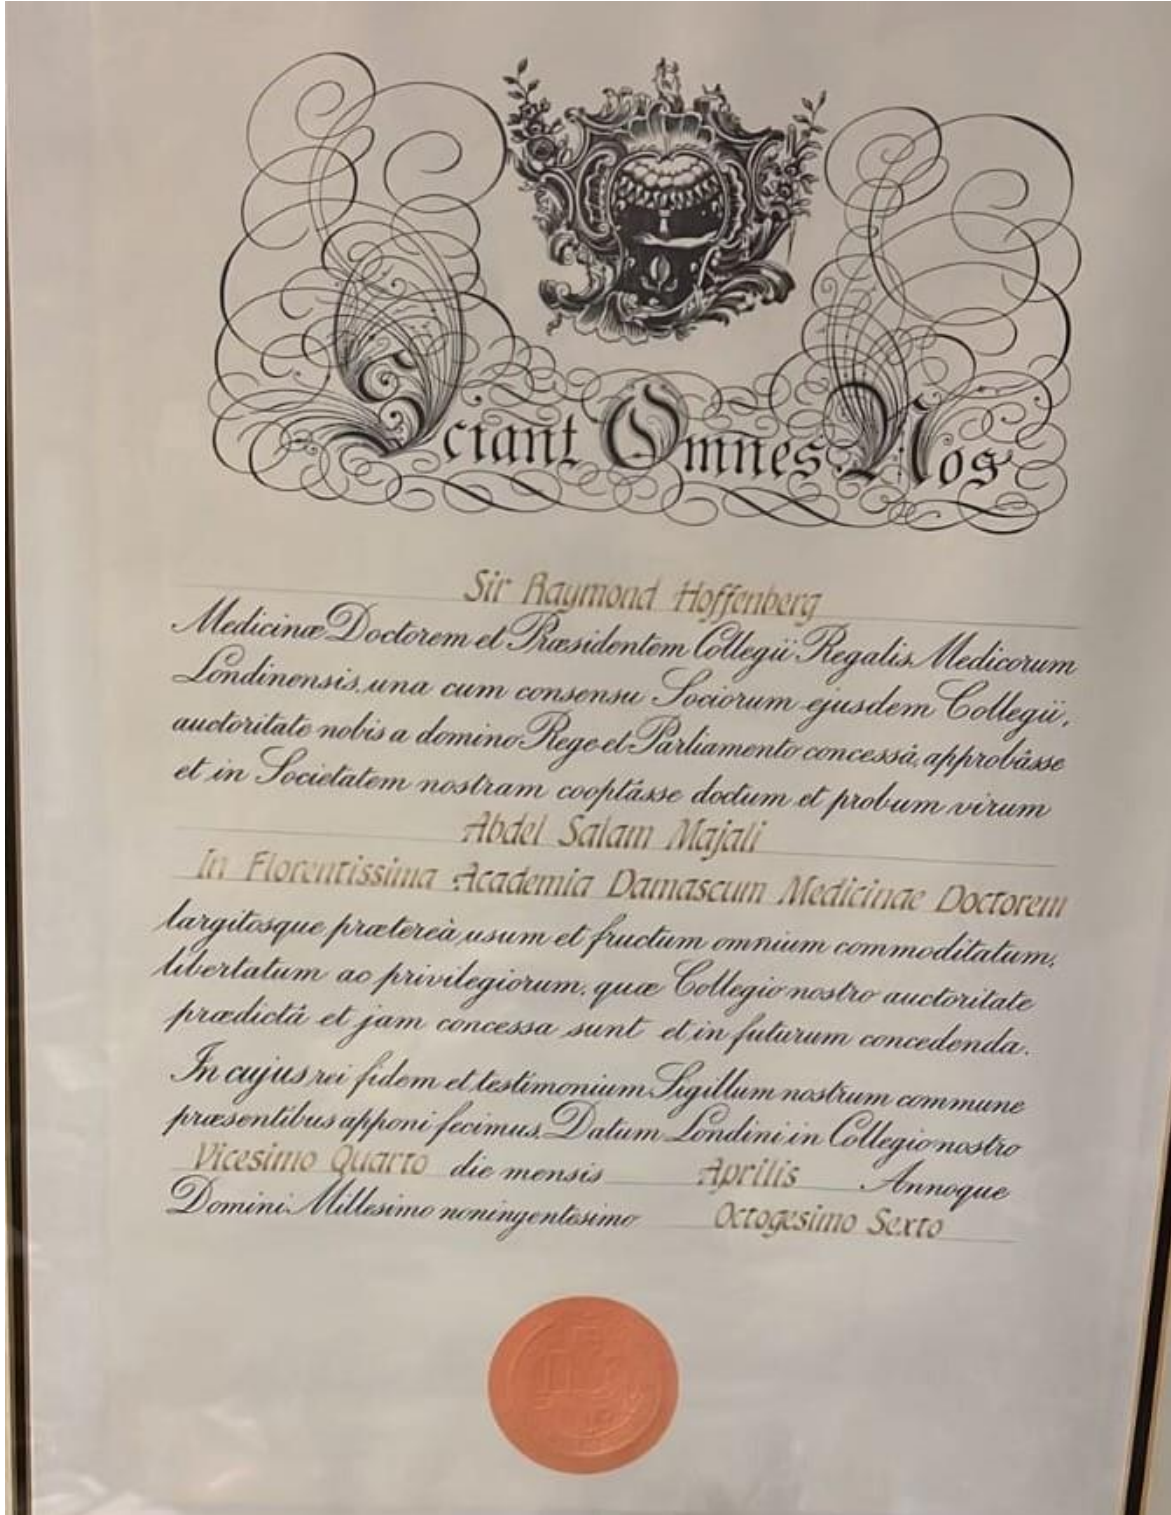 Sciant Omnes Nos
Sir Raymond Hoffenberg
Medicinæ Doctorem et Præsidentem Collegii Regalis Medicorum
Londinensis, una cum consensu Sociorum ejusdem Collegii,
auctoritate nobis a domino Rege et Parliamento concessâ, approbâsse
et in Societatem nostram cooptâsse doctum et probum virum
Abdel Salam Majali
In Florentissima Academia Damascum Medicinae Doctorem
largitosque prætereà usum et fructum omnium commoditatum,
libertatum ac privilegiorum, quæ Collegio nostro auctoritate
prædictâ et jam concessa sunt et in futurum concedenda.
In cujus rei fidem et testimonium Sigillum nostrum commune
præsentibus apponi fecimus. Datum Londini in Collegio nostro
Vicesimo Quarto die mensis Aprilis Annoque
Domini Millesimo noningentesimo Octogesimo Sexto